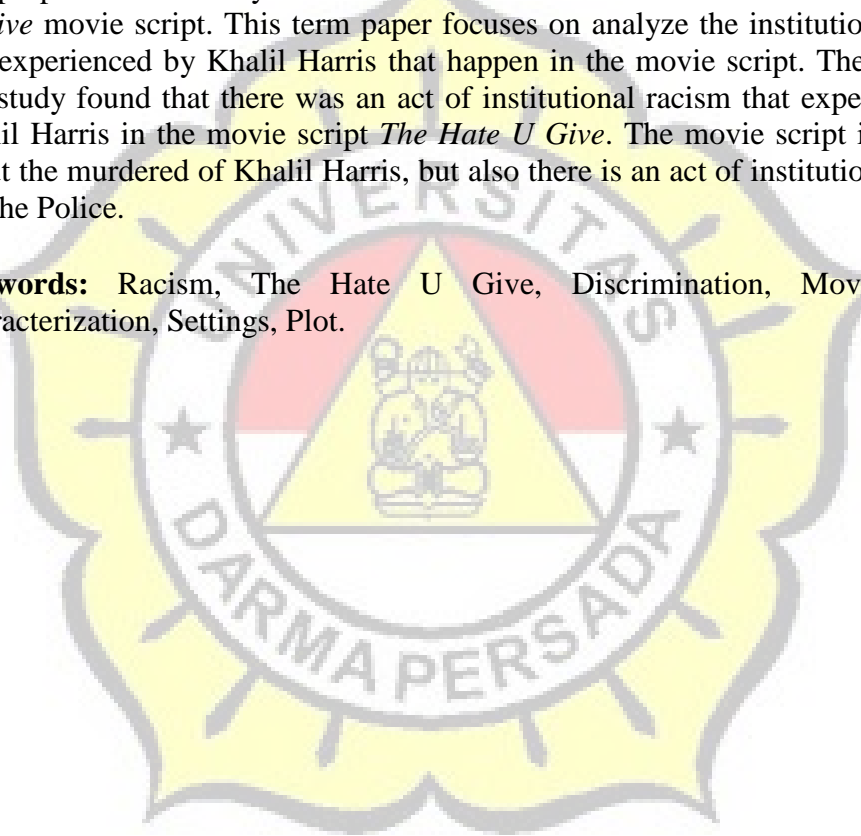 ive movie script. This term paper focuses on analyze the institutio
experienced by Khalil Harris that happen in the movie script. The
study found that there was an act of institutional racism that expe
il Harris in the movie script The Hate U Give. The movie script i
t the murdered of Khalil Harris, but also there is an act of institutio
he Police.
words: Racism, The Hate U Give, Discrimination, Mov
racterization, Settings, Plot.
UNIVERSITAS
DARMA PERSADA